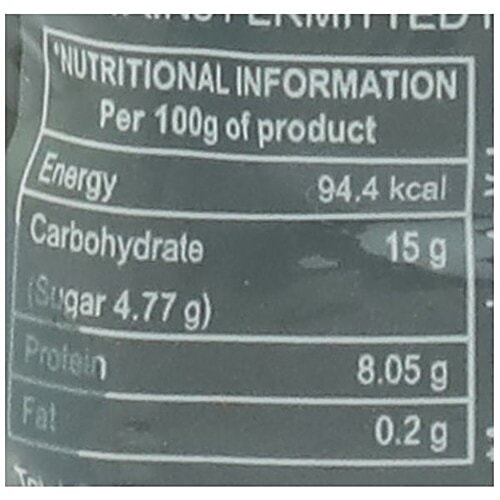 PERMITTED
*NUTRITIONAL INFORMATION
Per 100g of product
Energy 94.4 kcal
Carbohydrate 15 g
(Sugar 4.77 g)
Protein 8.05 g
Fat 0.2 g